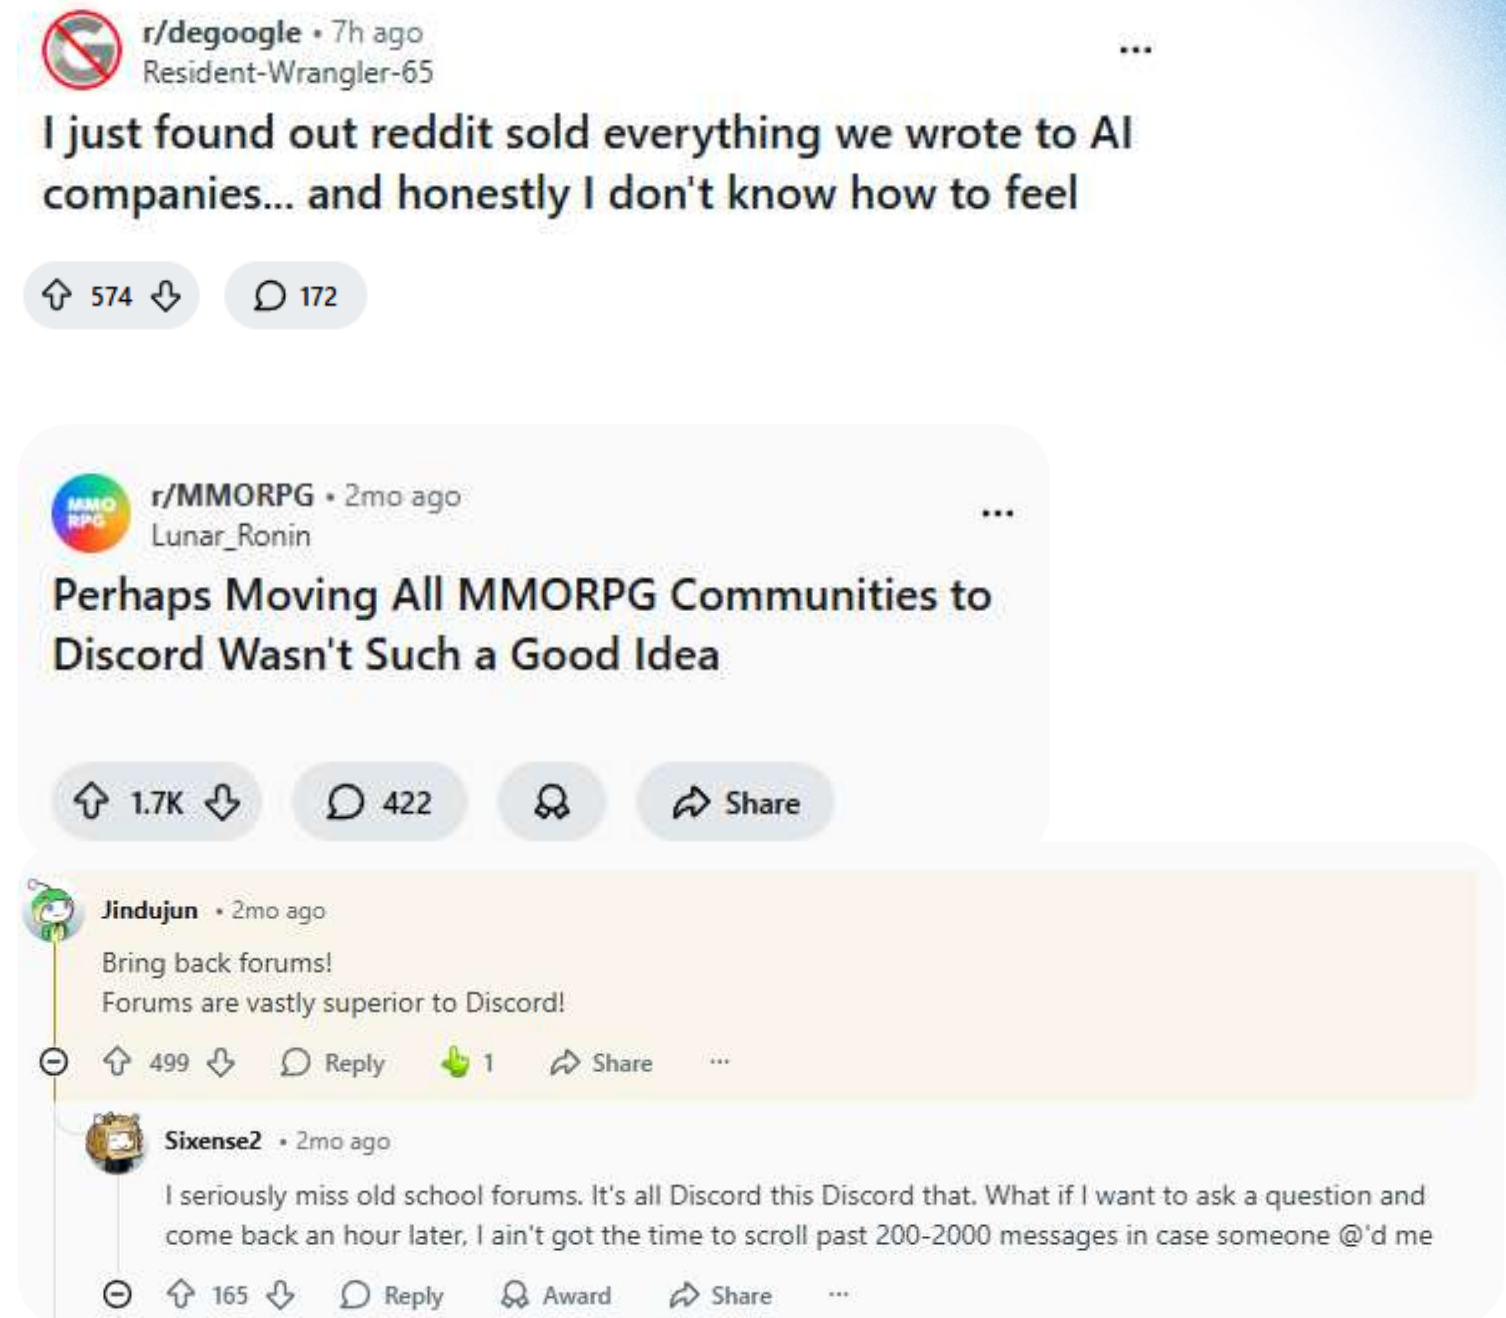 r/degoogle • 7h ago
Resident-Wrangler-65
I just found out reddit sold everything we wrote to AI
companies... and honestly I don't know how to feel
574
172
MMO
RPG
r/MMORPG • 2mo ago
Lunar_Ronin
Perhaps Moving All MMORPG Communities to
Discord Wasn't Such a Good Idea
1.7K
422
Share
Jindujun • 2mo ago
Bring back forums!
Forums are vastly superior to Discord!
499
Reply
1
Share
Sixense2 • 2mo ago
I seriously miss old school forums. It's all Discord this Discord that. What if I want to ask a question and
come back an hour later, I ain't got the time to scroll past 200-2000 messages in case someone @'d me
165
Reply
Award
Share